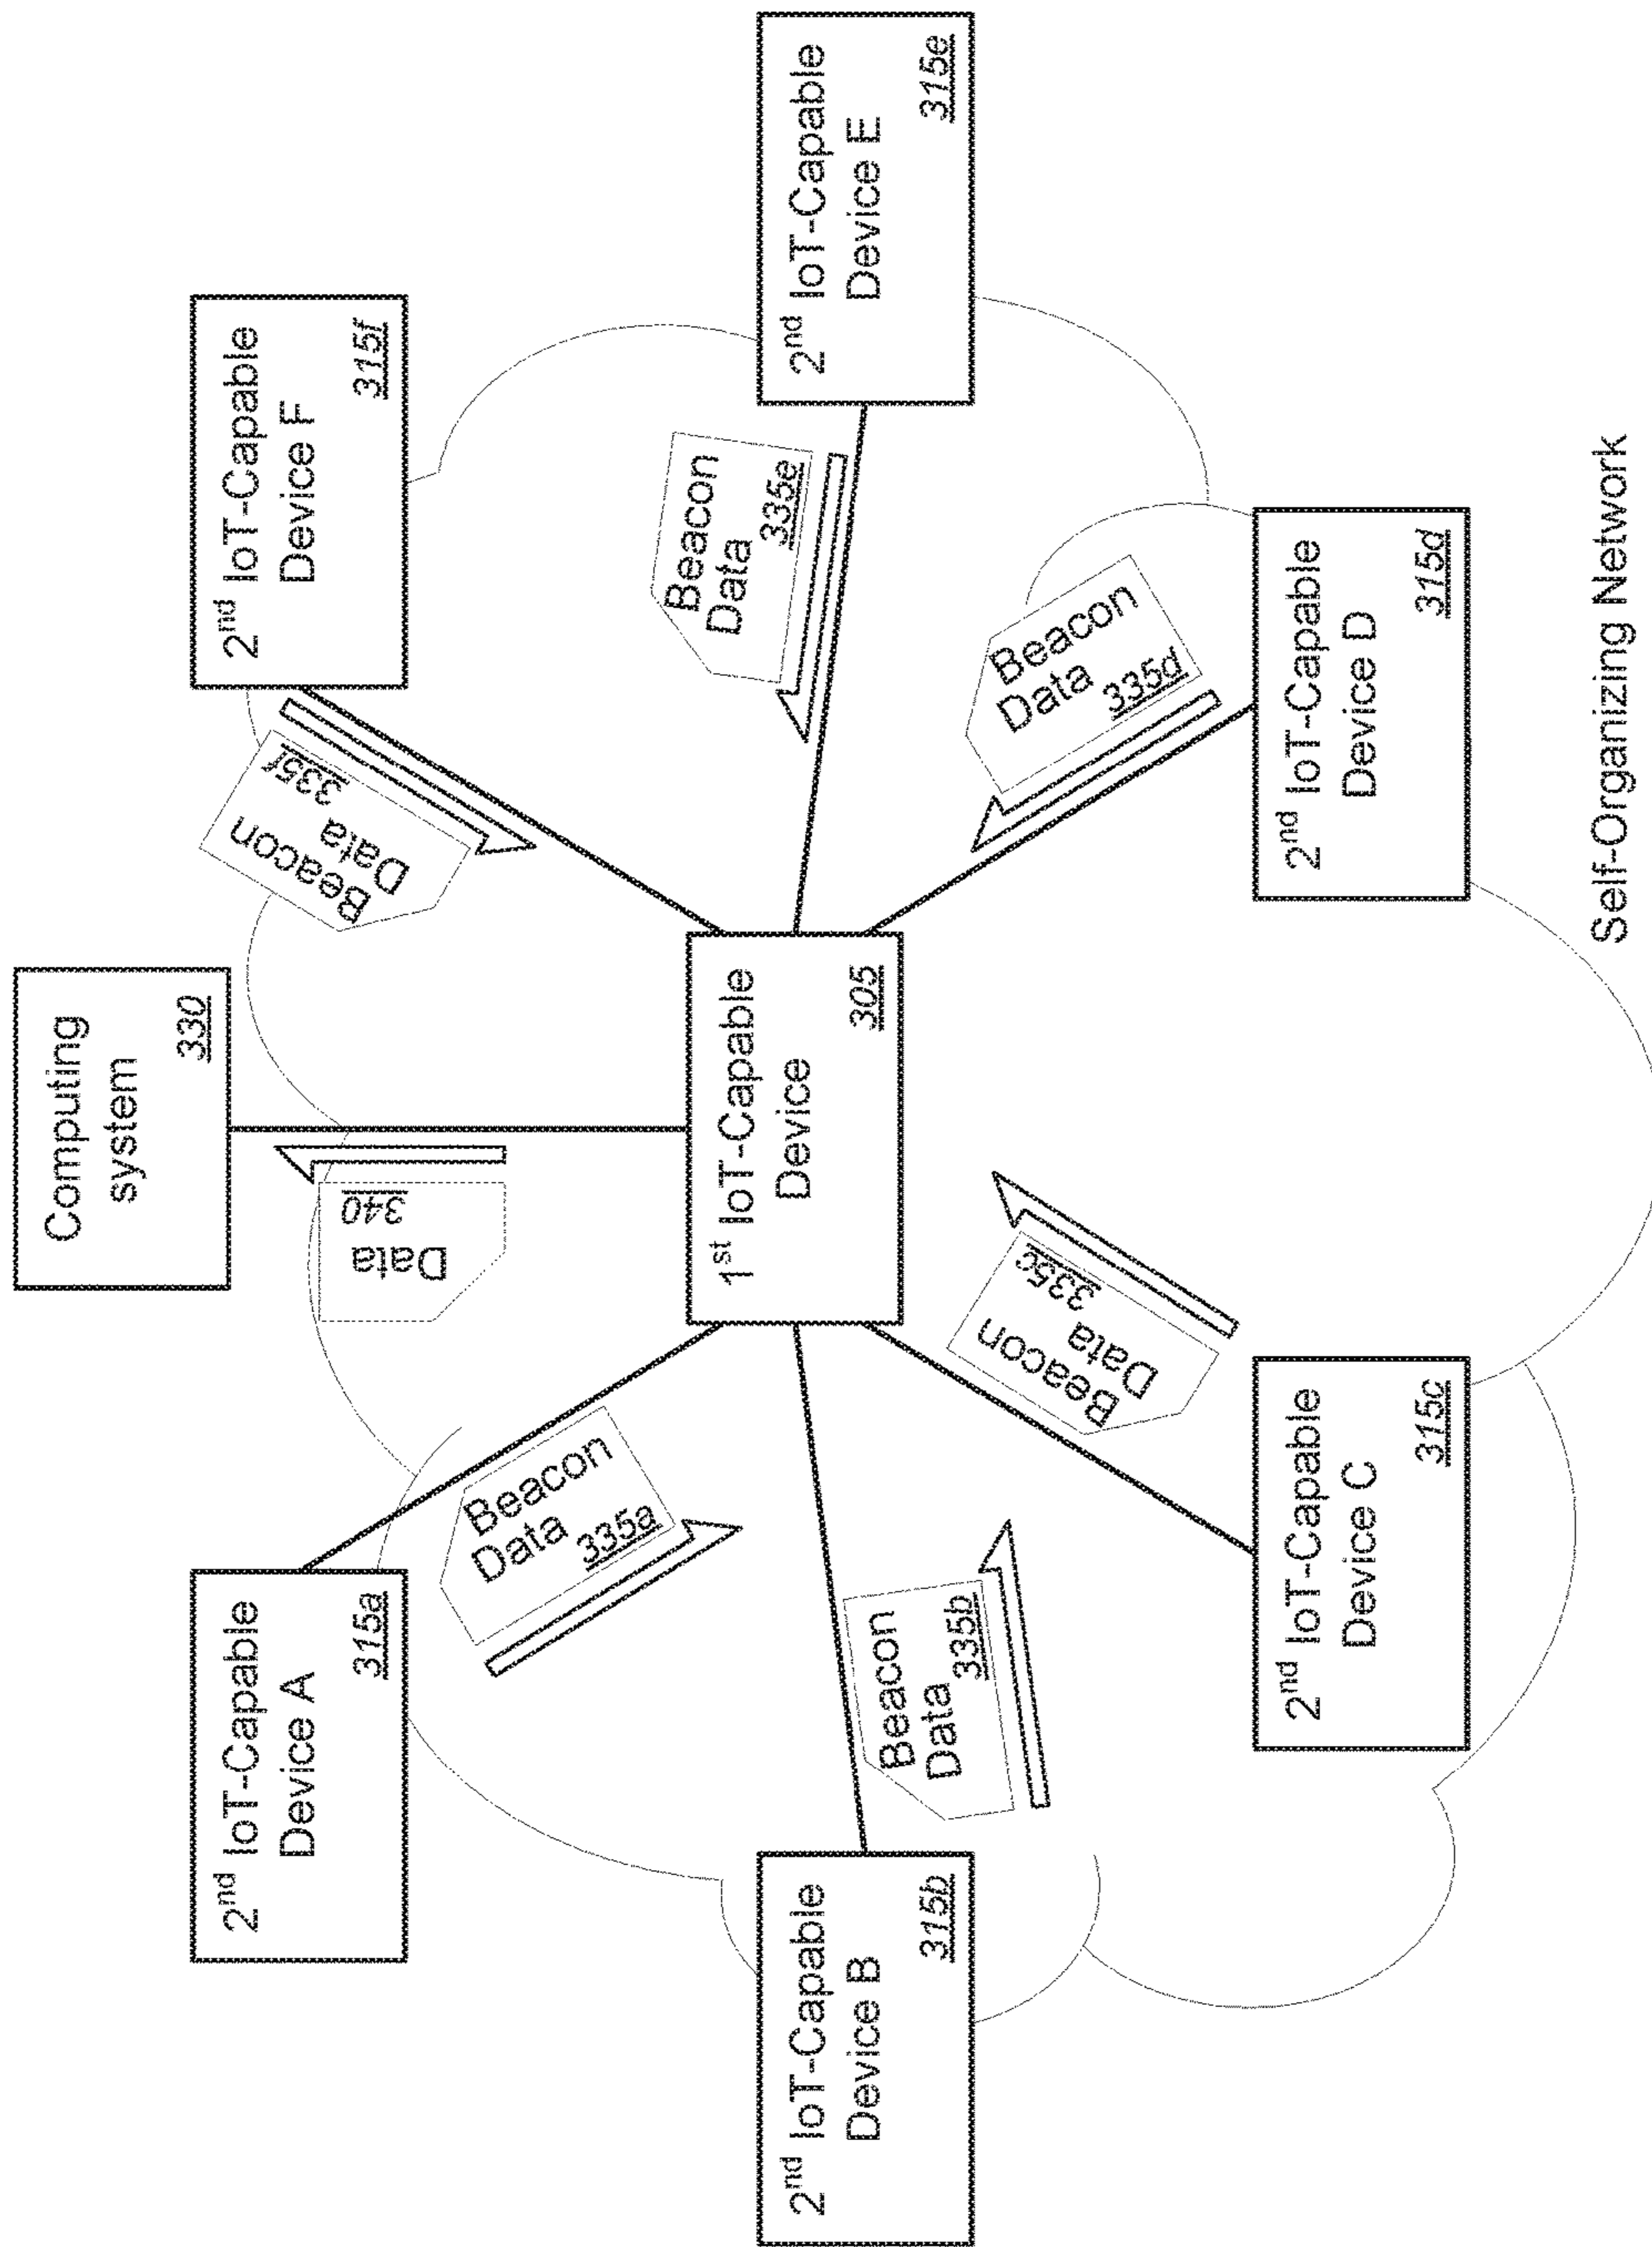 Computing
system
330
2nd IoT-Capable
Device A
315a
Data
340
2nd IoT-Capable
Device F
315f
Beacon
Data
335a
Beacon
Data
335f
2nd IoT-Capable
Device B
315b
Beacon
Data
335b
1st IoT-Capable
Device
305
Beacon
Data
335e
2nd IoT-Capable
Device E
315e
Beacon
Data
335c
Beacon
Data
335d
2nd IoT-Capable
Device C
315c
2nd IoT-Capable
Device D
315d
Self-Organizing Network